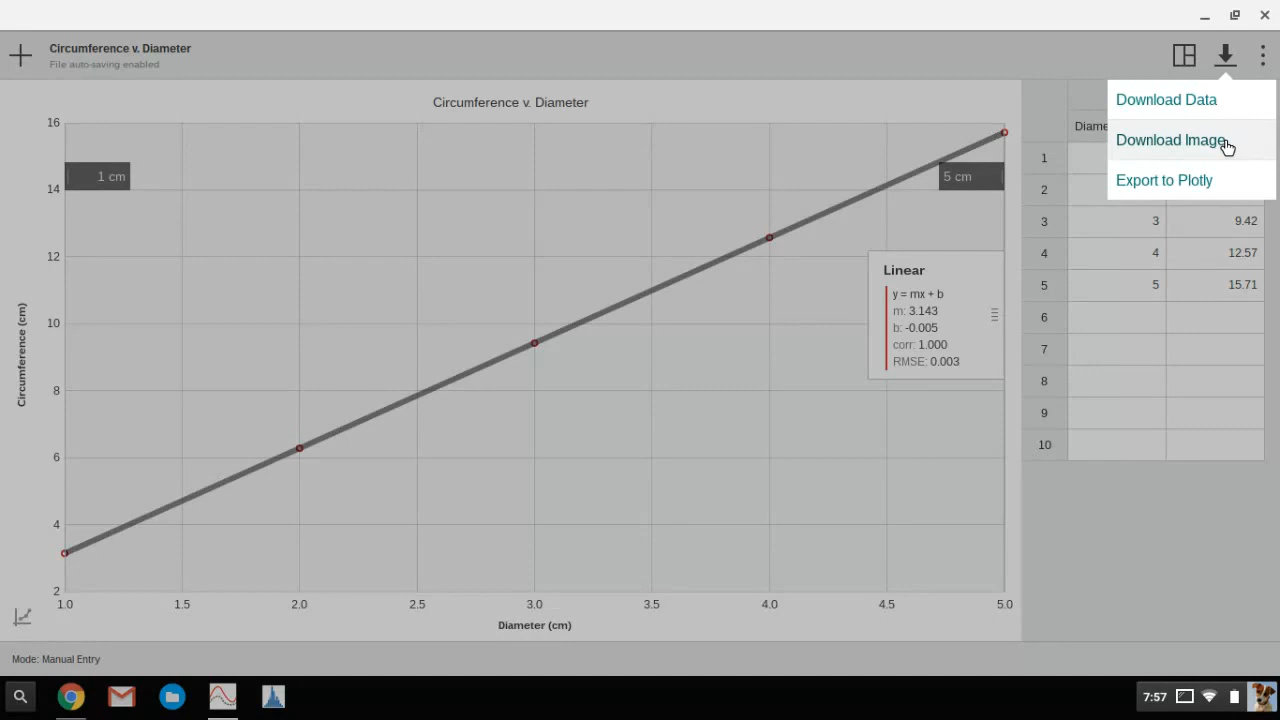 Circumference v. Diameter
File auto-saving enabled
Download Data
Download Image
Export to Plotly
Circumference v. Diameter
16
14
12
10
8
6
4
2
1 cm
5 cm
Linear
y = mx + b
m: 3.143
b: -0.005
corr: 1.000
RMSE: 0.003
Circumference (cm)
1.0 1.5 2.0 2.5 3.0 3.5 4.0 4.5 5.0
Diameter (cm)
1
2
3 3 9.42
4 4 12.57
5 5 15.71
6
7
8
9
10
Mode: Manual Entry
7:57